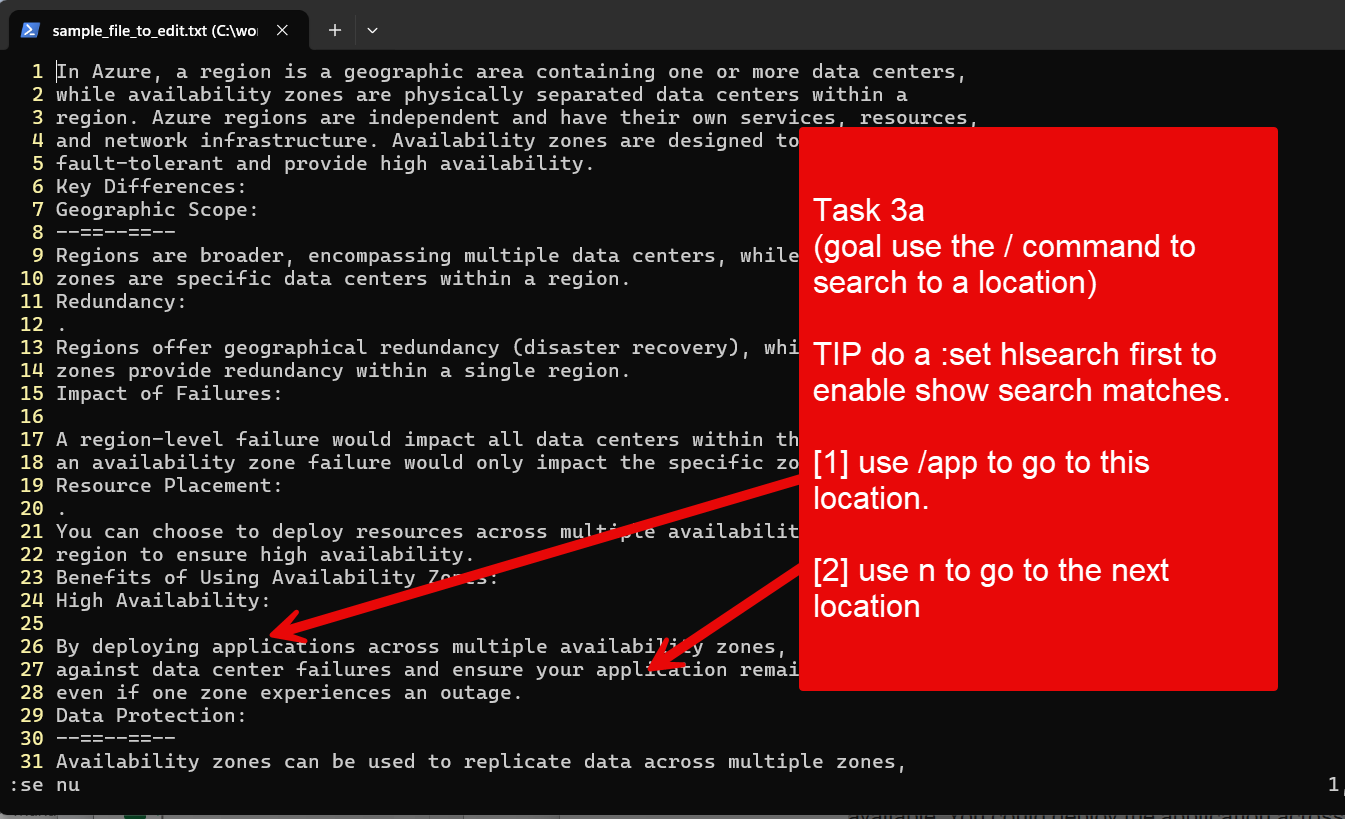 sample_file_to_edit.txt (C:\wo
1 In Azure, a region is a geographic area containing one or more data centers,
2 while availability zones are physically separated data centers within a
3 region. Azure regions are independent and have their own services, resources,
4 and network infrastructure. Availability zones are designed to
5 fault-tolerant and provide high availability.
6 Key Differences:
7 Geographic Scope:
8 --==--==--
9 Regions are broader, encompassing multiple data centers, while
10 zones are specific data centers within a region.
11 Redundancy:
12 .
13 Regions offer geographical redundancy (disaster recovery), whi
14 zones provide redundancy within a single region.
15 Impact of Failures:
16
17 A region-level failure would impact all data centers within th
18 an availability zone failure would only impact the specific zo
19 Resource Placement:
20 .
21 You can choose to deploy resources across multiple availabilit
22 region to ensure high availability.
23 Benefits of Using Availability Zones:
24 High Availability:
25
26 By deploying applications across multiple availability zones,
27 against data center failures and ensure your application remai
28 even if one zone experiences an outage.
29 Data Protection:
30 --==--==--
31 Availability zones can be used to replicate data across multiple zones,
:se nu
1,
Task 3a
(goal use the / command to
search to a location)
TIP do a :set hlsearch first to
enable show search matches.
[1] use /app to go to this
location.
[2] use n to go to the next
location